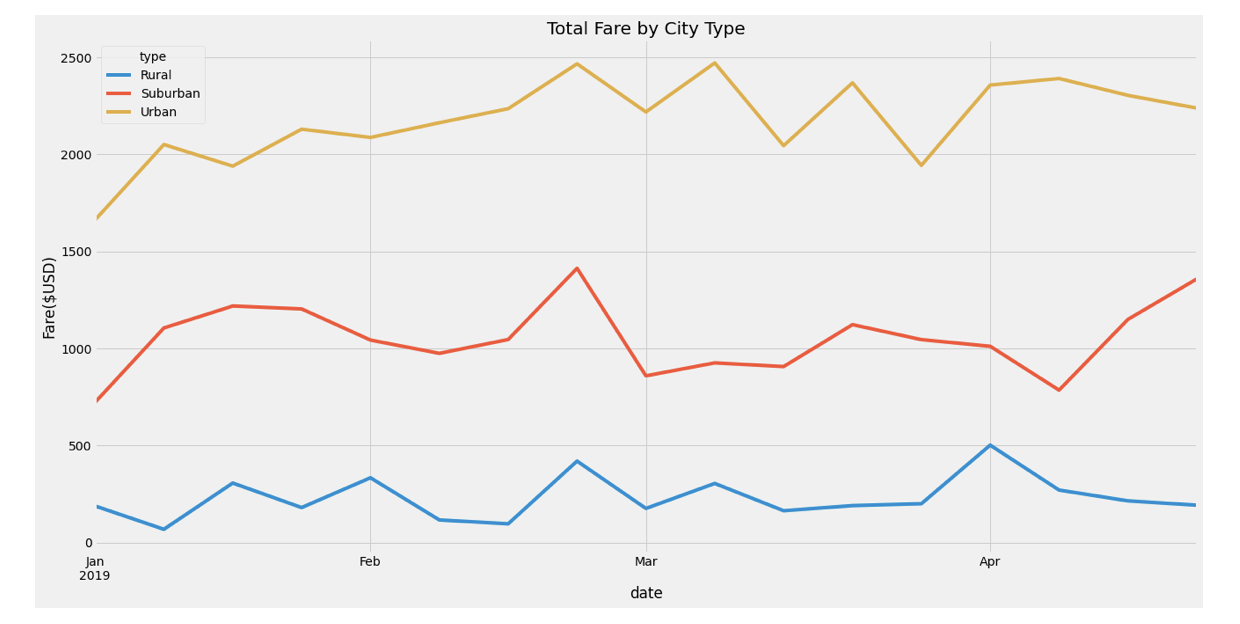 Total Fare by City Type
type
Rural
Suburban
Urban
2500
2000
1500
1000
500
0
Fare($USD)
Jan
2019
Feb
Mar
Apr
date